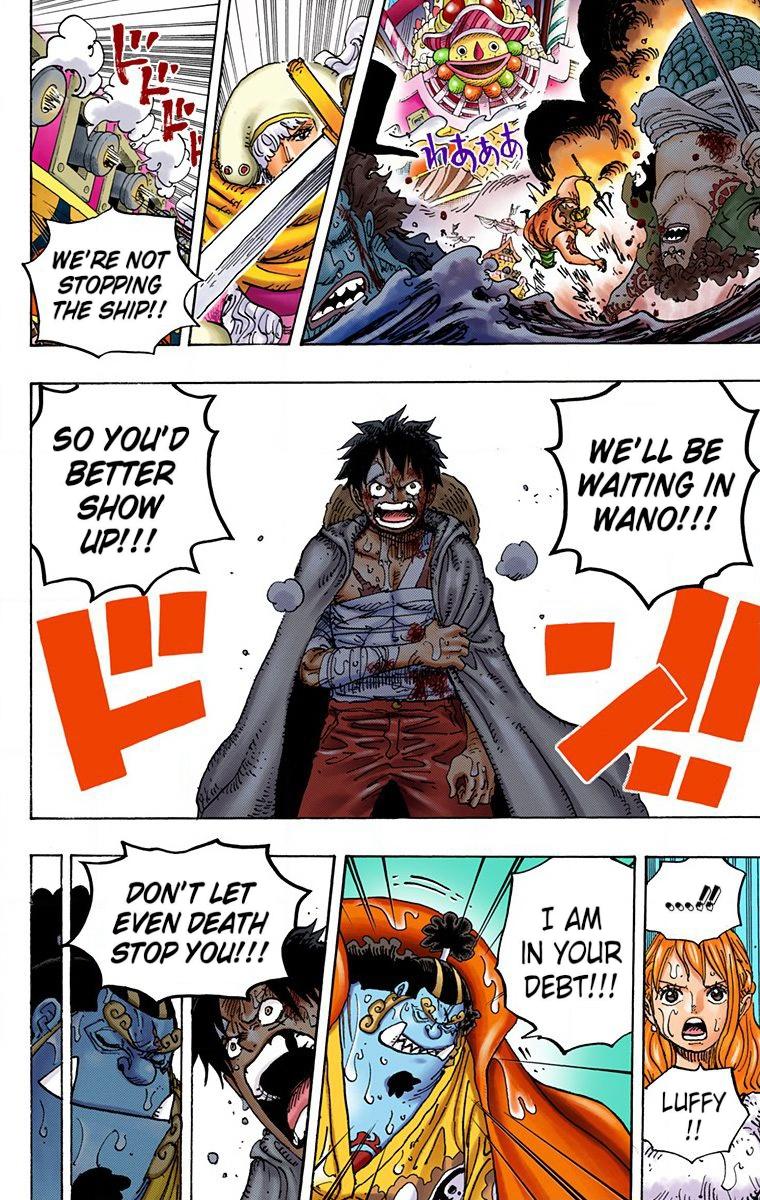 わあああ
ドドドド
WE'RE NOT
STOPPING
THE SHIP!!
WE'LL BE
WAITING IN
WANO!!!
SO YOU'D
BETTER
SHOW
UP!!!
ドン!!
....!!
LUFFY
!!
I AM
IN YOUR
DEBT!!!
DON'T LET
EVEN DEATH
STOP YOU!!!